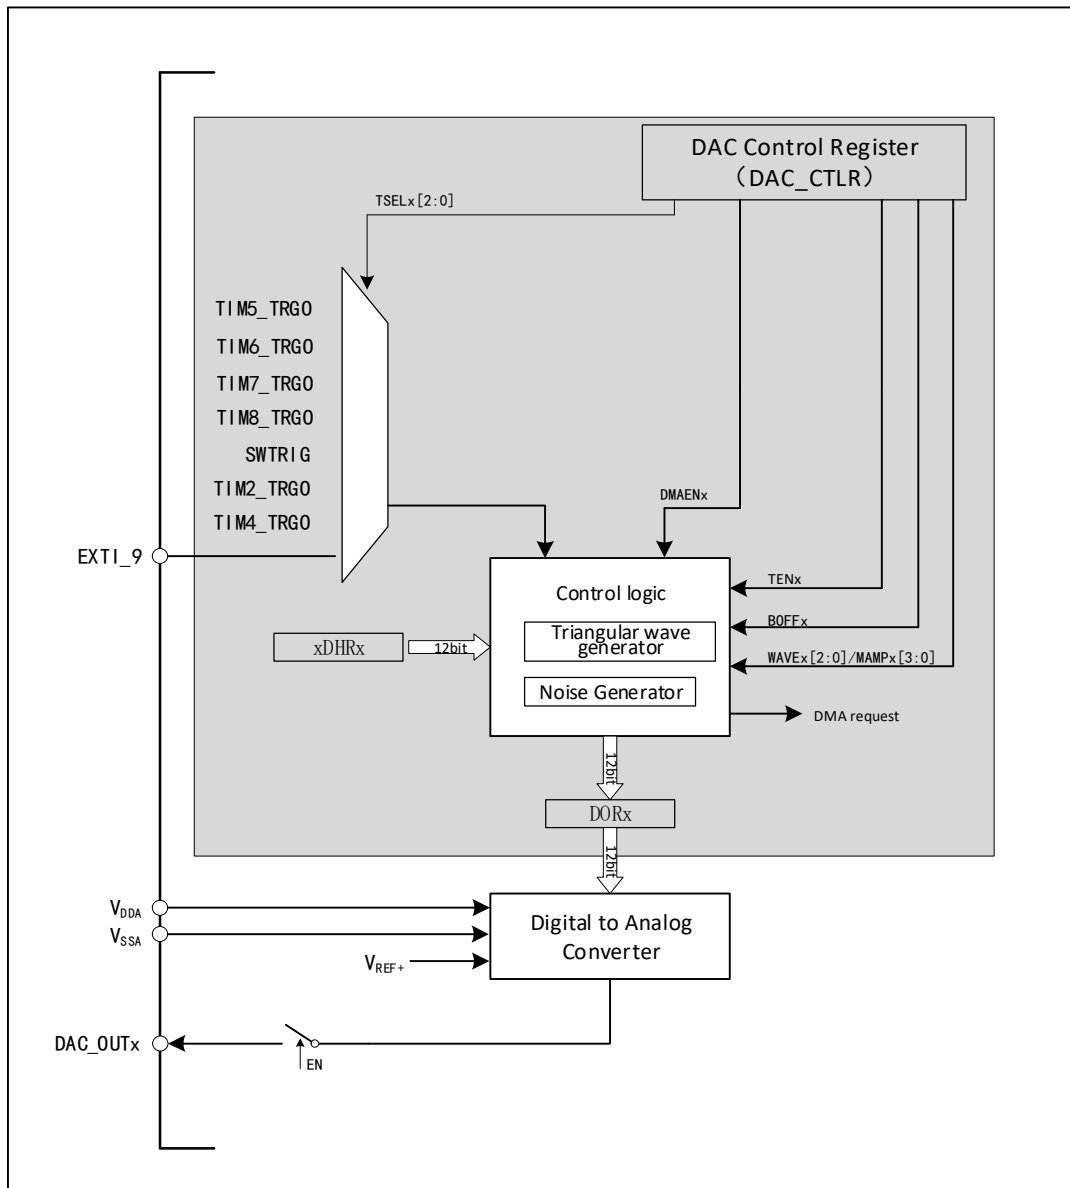 DAC Control Register
（DAC_CTLR）
TSELx[2:0]
TIM5_TRGO
TIM6_TRGO
TIM7_TRGO
TIM8_TRGO
SWTRIG
TIM2_TRGO
TIM4_TRGO
EXTI_9
DMAENx
Control logic
Triangular wave
generator
Noise Generator
TENx
BOFFx
WAVEx[2:0]/MAMPx[3:0]
DMA request
xDHRx
12bit
12bit
DORx
12bit
VDDA
VSSA
VREF+
Digital to Analog
Converter
DAC_OUTx
EN